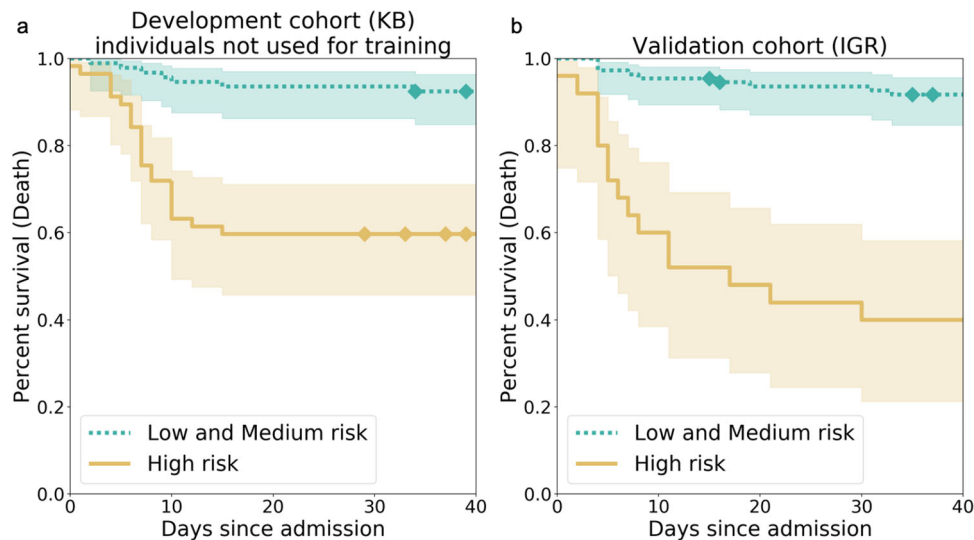 a
Development cohort (KB)
individuals not used for training
Percent survival (Death)
1.0
0.8
0.6
0.4
0.2
0.0
Low and Medium risk
High risk
0 10 20 30 40
Days since admission
b
Validation cohort (IGR)
Percent survival (Death)
1.0
0.8
0.6
0.4
0.2
0.0
Low and Medium risk
High risk
0 10 20 30 40
Days since admission